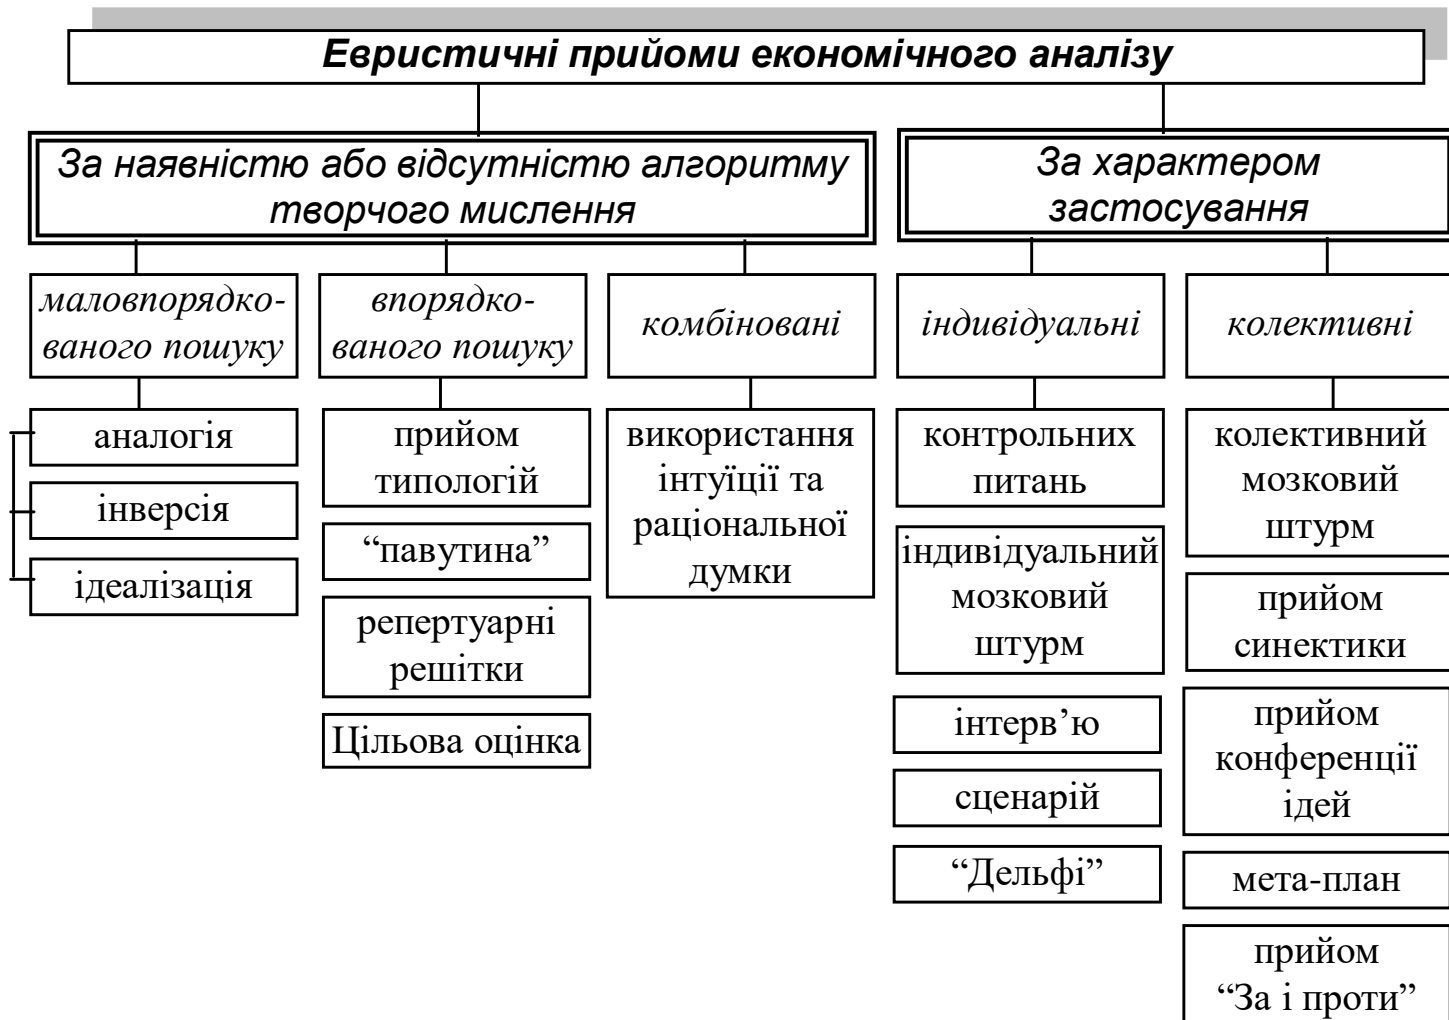 Евристичні прийоми економічного аналізу
За наявністю або відсутністю алгоритму
творчого мислення
За характером
застосування
маловпорядко-
ваного пошуку
впорядко-
ваного пошуку
комбіновані
індивідуальні
колективні
аналогія
інверсія
ідеалізація
прийом
типологій
“павутина”
репертуарні
решітки
Цільова оцінка
використання
інтуїції та
раціональної
думки
контрольних
питань
індивідуальний
мозковий
штурм
інтерв’ю
сценарій
“Дельфі”
колективний
мозковий
штурм
прийом
синектики
прийом
конференції
ідей
мета-план
прийом
“За і проти”